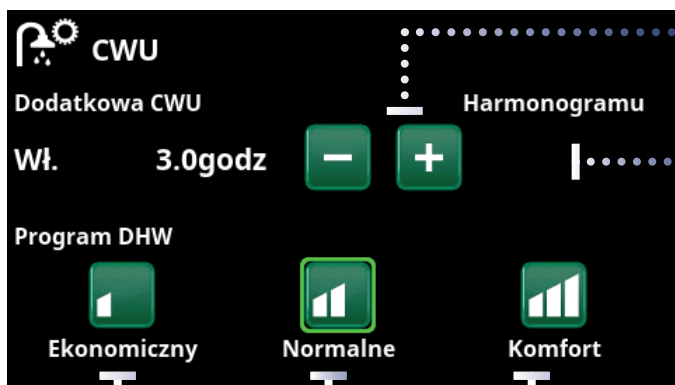 CWU
Dodatkowa CWU Harmonogramu
Wł. 3.0godz − +
Program DHW
Ekonomiczny Normalne Komfort